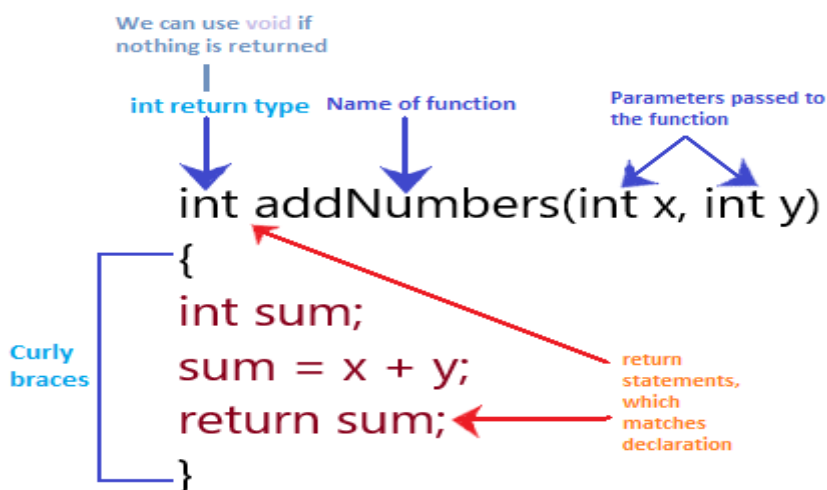 We can use void if
nothing is returned
int return type
Name of function
Parameters passed to
the function
int addNumbers(int x, int y)
{
int sum;
sum = x + y;
return sum;
}
Curly
braces
return
statements,
which
matches
declaration